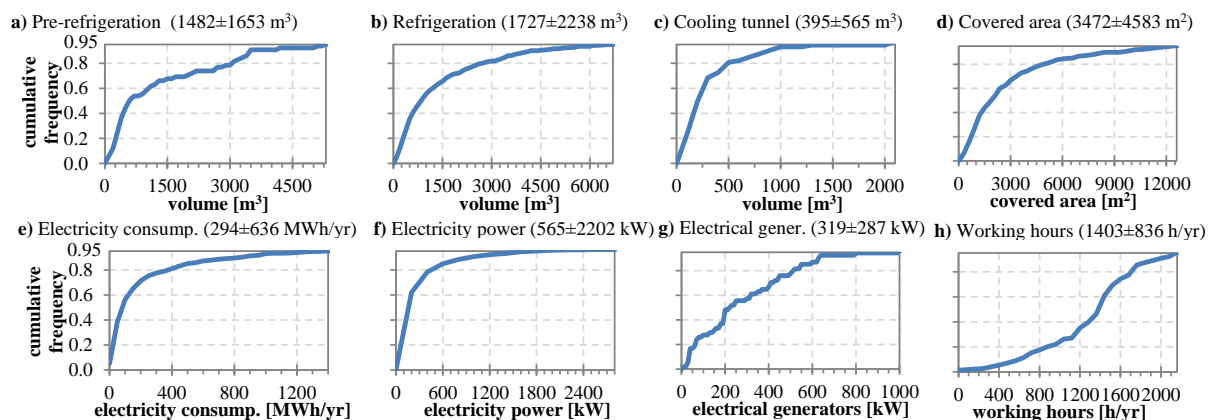 a) Pre-refrigeration (1482±1653 m³)
b) Refrigeration (1727±2238 m³)
c) Cooling tunnel (395±565 m³)
d) Covered area (3472±4583 m²)
cumulative
frequency
0.95
0.8
0.6
0.4
0.2
0.0
0 1500 3000 4500
volume [m³]
0 1500 3000 4500 6000
volume [m³]
0 500 1000 1500 2000
volume [m³]
0 3000 6000 9000 12000
covered area [m²]
e) Electricity consump. (294±636 MWh/yr)
f) Electricity power (565±2202 kW)
g) Electrical gener. (319±287 kW)
h) Working hours (1403±836 h/yr)
cumulative
frequency
0.95
0.8
0.6
0.4
0.2
0.0
0 400 800 1200
electricity consump. [MWh/yr]
0 600 1200 1800 2400
electricity power [kW]
0 200 400 600 800 1000
electrical generators [kW]
0 400 800 1200 1600 2000
working hours [h/yr]